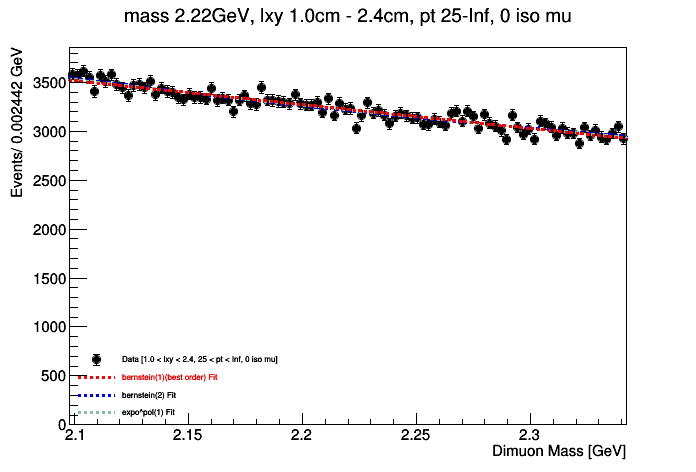 mass 2.22GeV, lxy 1.0cm - 2.4cm, pt 25-Inf, 0 iso mu
Events/ 0.002442 GeV
3500
3000
2500
2000
1500
1000
500
0
Data [1.0 < lxy < 2.4, 25 < pt < Inf, 0 iso mu]
bernstein(1)(best order) Fit
bernstein(2) Fit
expo^pol(1) Fit
2.1 2.15 2.2 2.25 2.3
Dimuon Mass [GeV]